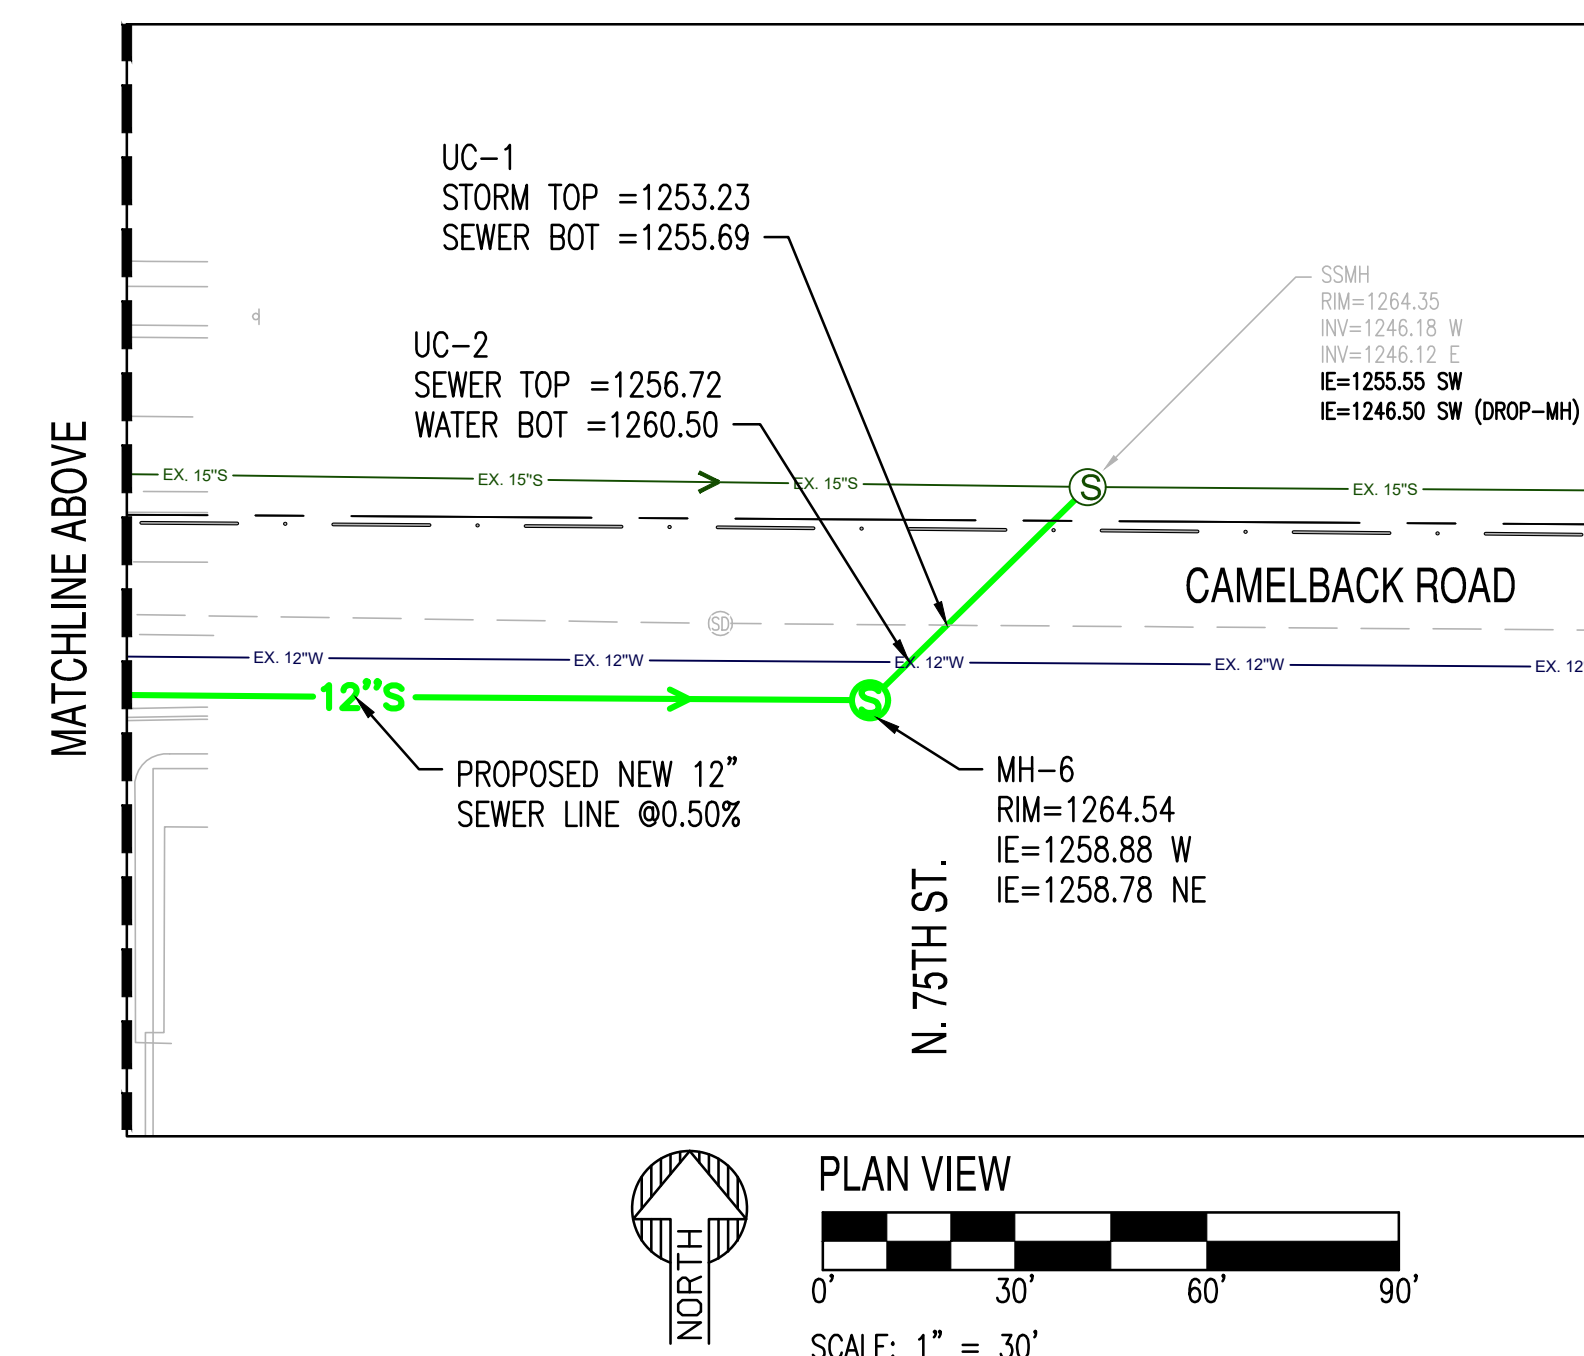 UC-1
STORM TOP =1253.23
SEWER BOT =1255.69
UC-2
SEWER TOP =1256.72
WATER BOT =1260.50
SSMH
RIM=1264.35
INV=1246.18 W
INV=1246.12 E
IE=1255.55 SW
IE=1246.50 SW (DROP-MH)
MATCHLINE ABOVE
EX. 15"S
EX. 15"S
EX. 15"S
S
EX. 15"S
CAMELBACK ROAD
SD
EX. 12"W
EX. 12"W
EX. 12"W
EX. 12"W
EX. 12
12"S
S
PROPOSED NEW 12"
SEWER LINE @0.50%
MH-6
RIM=1264.54
IE=1258.88 W
IE=1258.78 NE
N. 75TH ST.
NORTH
PLAN VIEW
0' 30' 60' 90'
SCALE: 1" = 30'